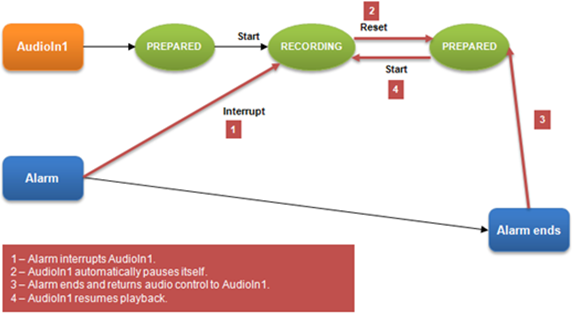 2
AudioIn1
PREPARED
Start
RECORDING
Reset
PREPARED
Start
4
Interrupt
1
3
Alarm
Alarm ends
1 – Alarm interrupts AudioIn1.
2 – AudioIn1 automatically pauses itself.
3 – Alarm ends and returns audio control to AudioIn1.
4 – AudioIn1 resumes playback.